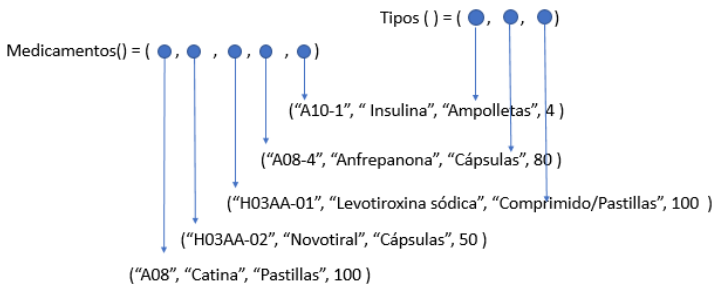 Tipos ( ) = ( , , )
Medicamentos() = ( , , , , )
(“A10-1”, “ Insulina”, “Ampolletas”, 4 )
(“A08-4”, “Anfrepanona”, “Cápsulas”, 80 )
(“H03AA-01”, “Levotiroxina sódica”, “Comprimido/Pastillas”, 100 )
(“H03AA-02”, “Novotiral”, “Cápsulas”, 50 )
(“A08”, “Catina”, “Pastillas”, 100 )